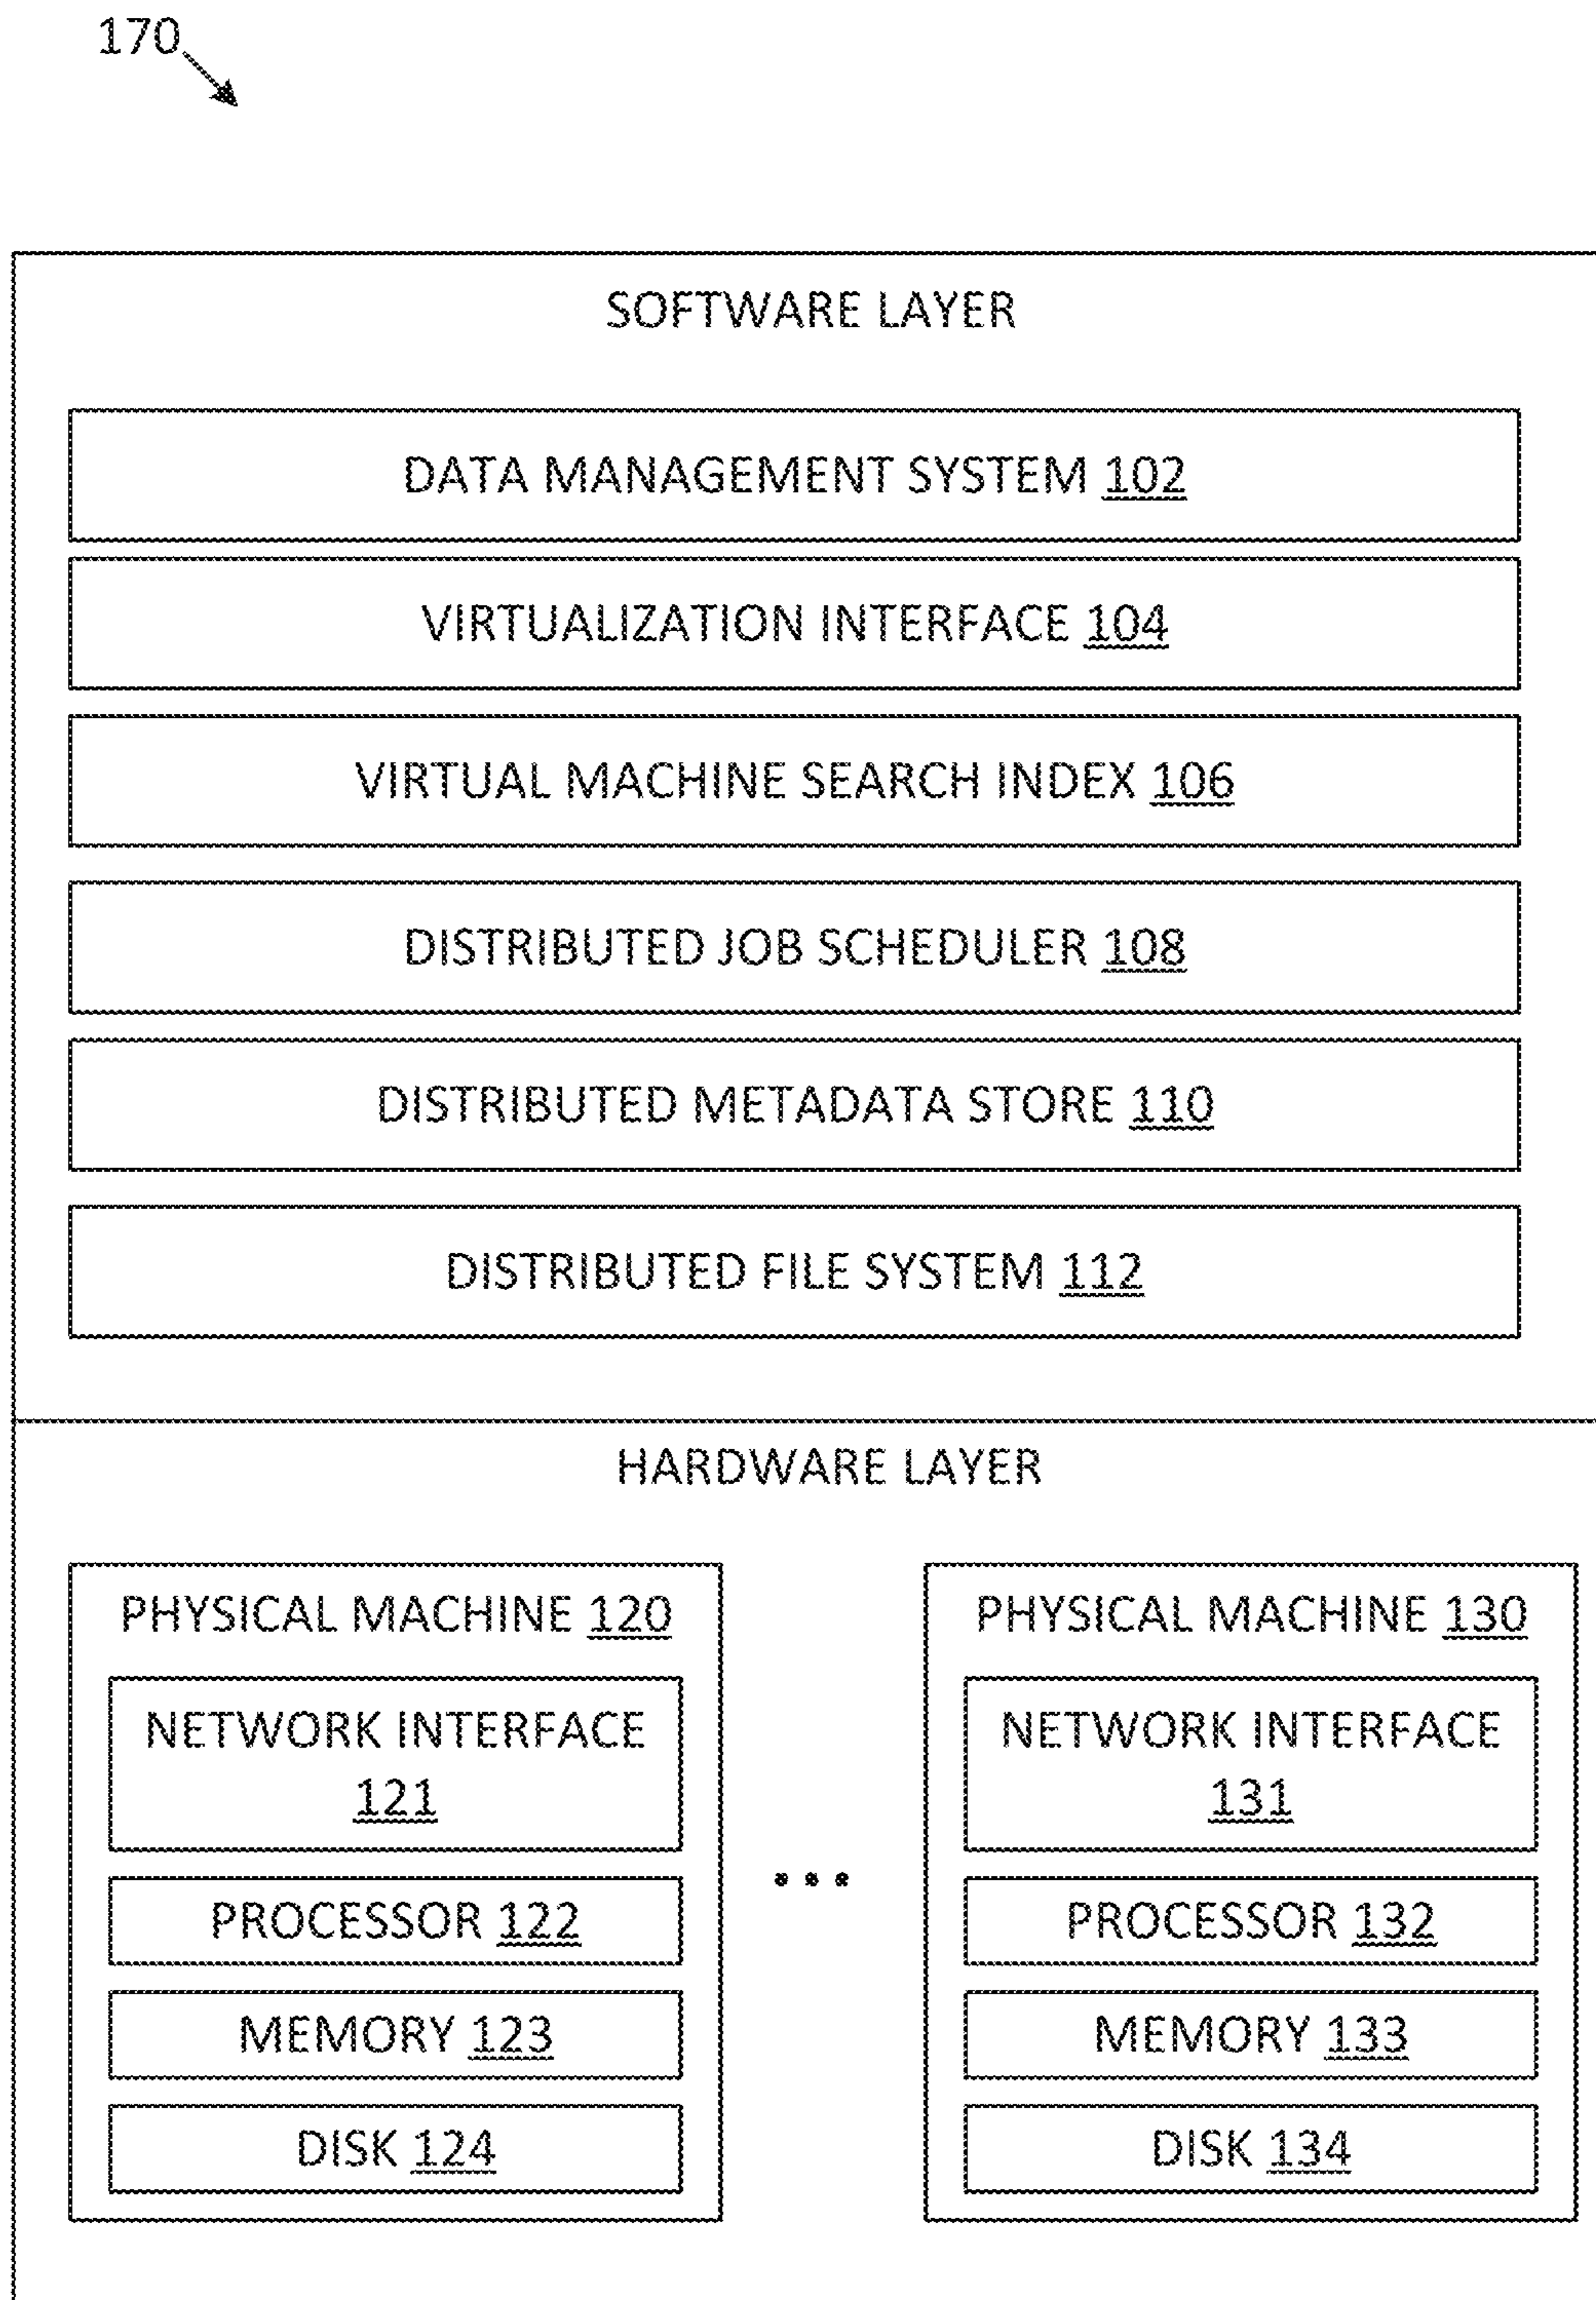 170
SOFTWARE LAYER
DATA MANAGEMENT SYSTEM 102
VIRTUALIZATION INTERFACE 104
VIRTUAL MACHINE SEARCH INDEX 106
DISTRIBUTED JOB SCHEDULER 108
DISTRIBUTED METADATA STORE 110
DISTRIBUTED FILE SYSTEM 112
HARDWARE LAYER
PHYSICAL MACHINE 120
NETWORK INTERFACE
121
PROCESSOR 122
MEMORY 123
DISK 124
...
PHYSICAL MACHINE 130
NETWORK INTERFACE
131
PROCESSOR 132
MEMORY 133
DISK 134